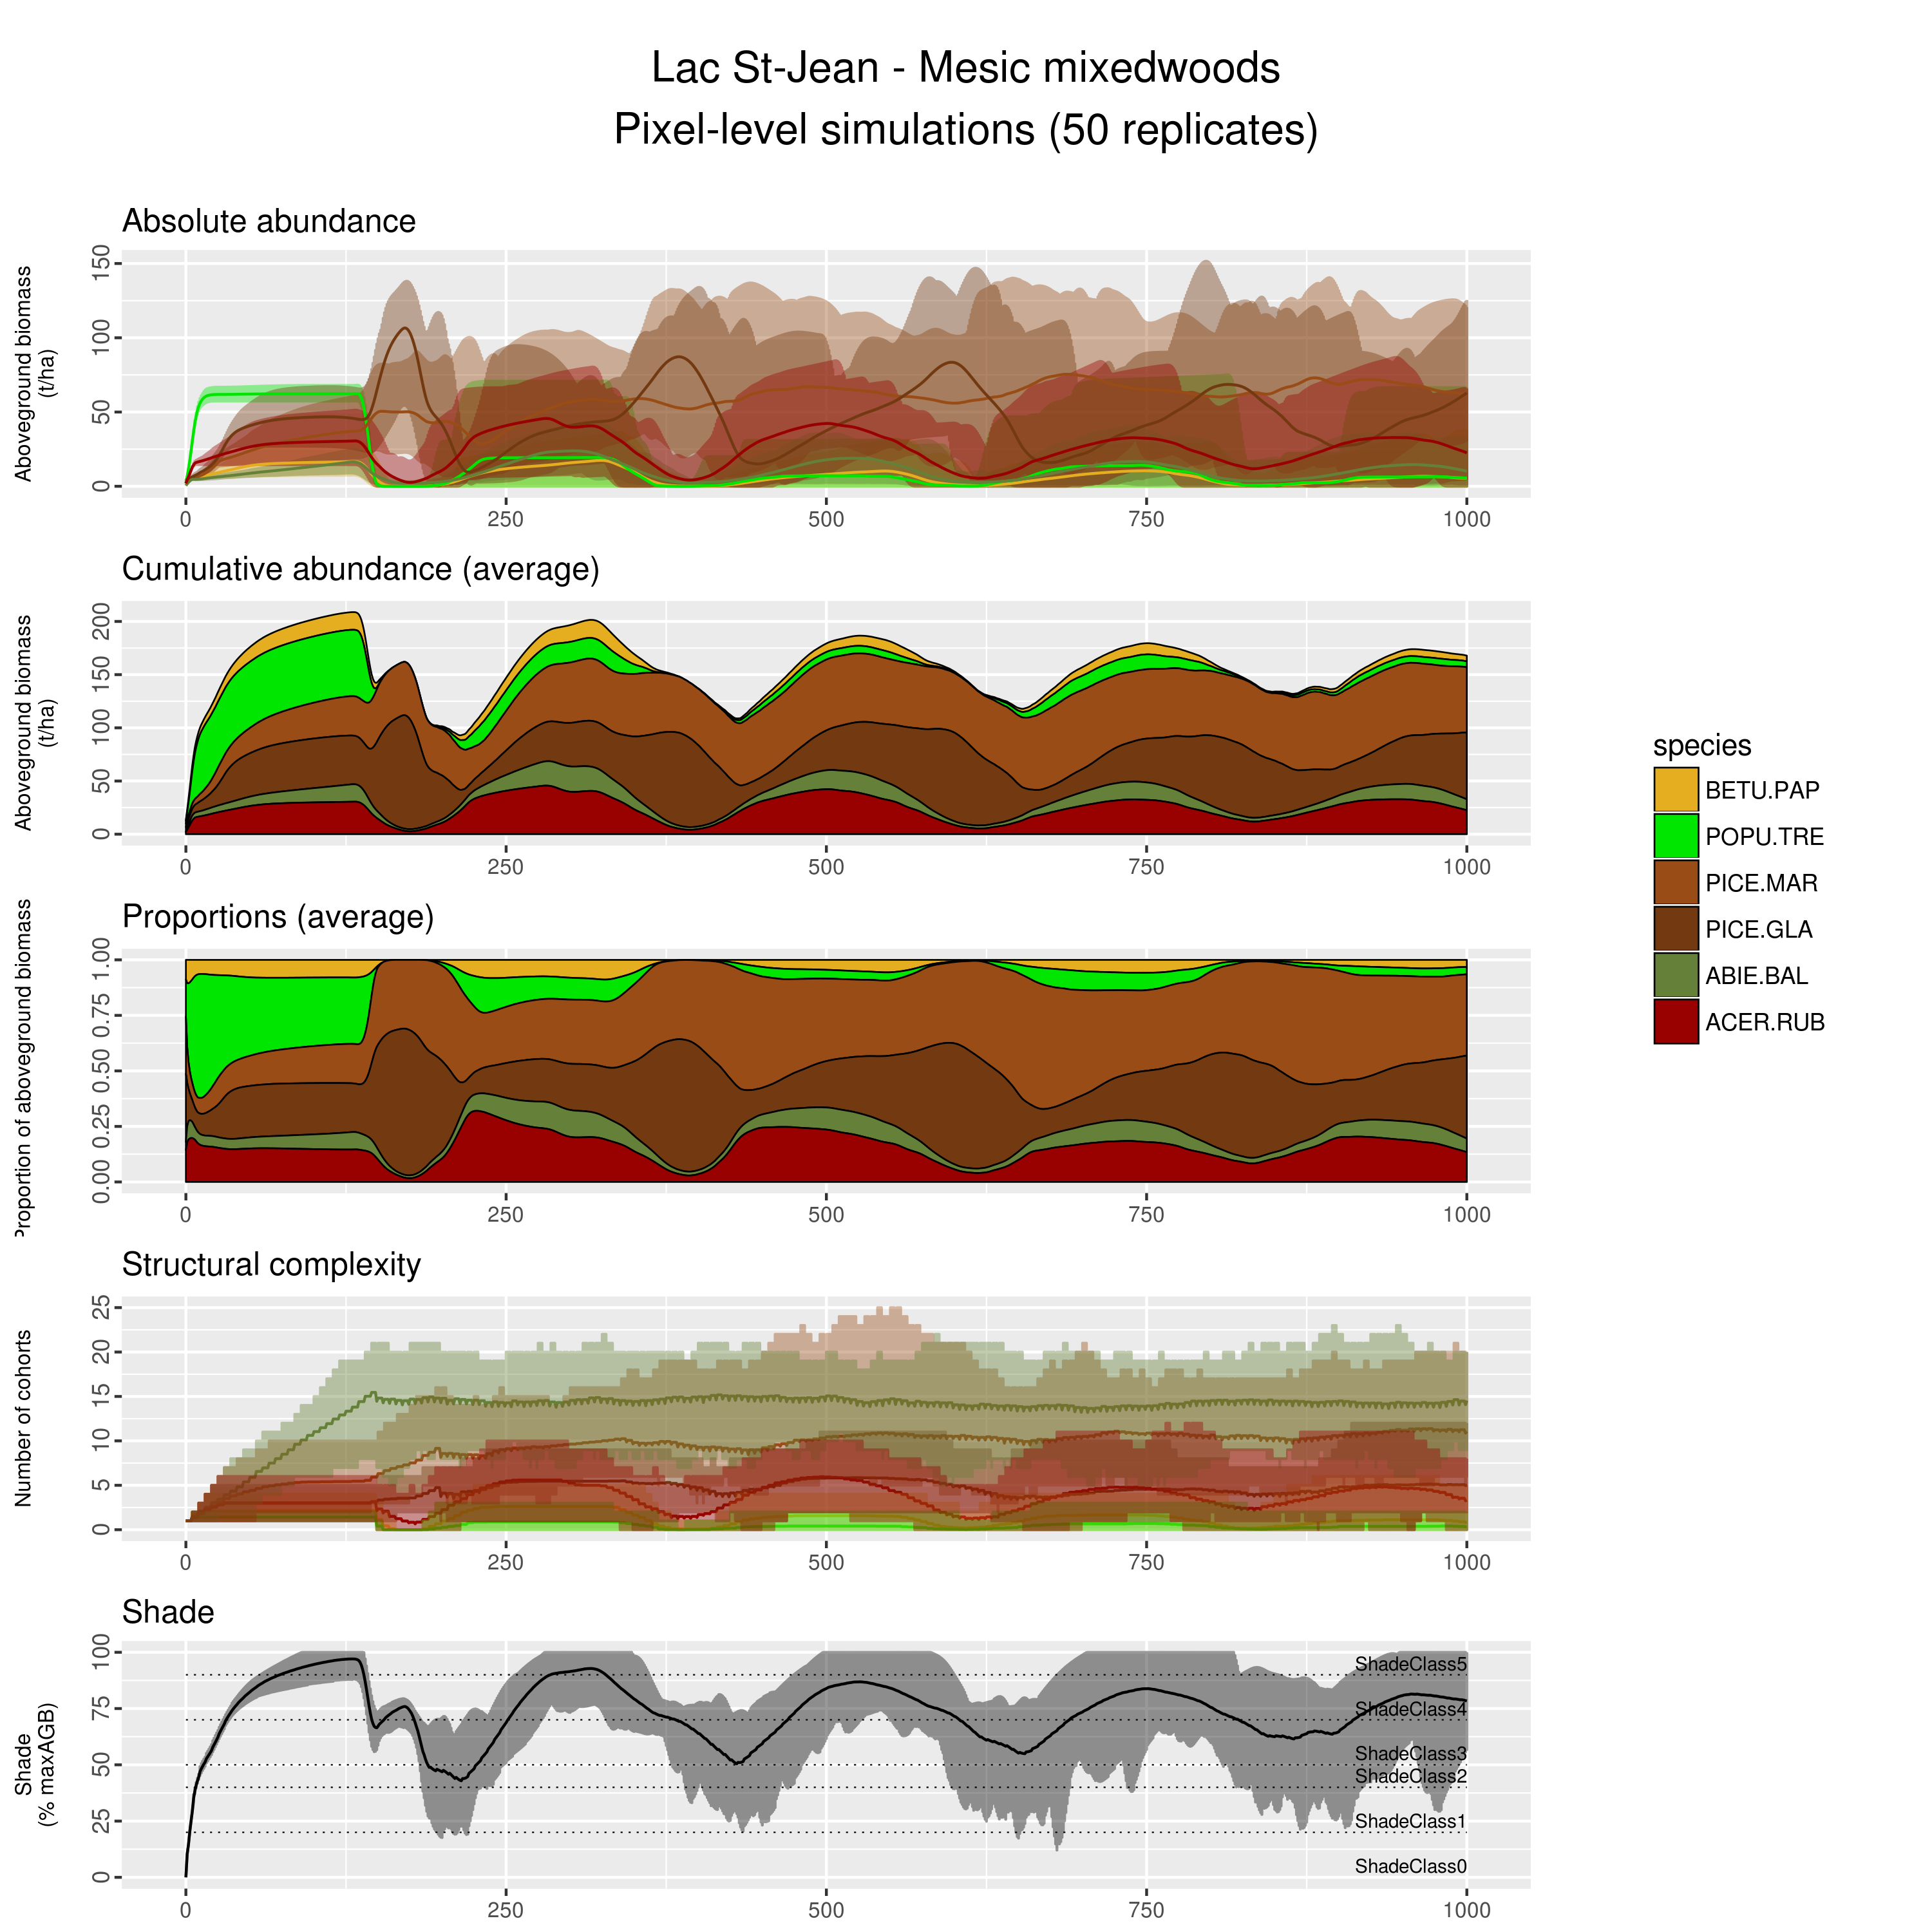 Lac St-Jean - Mesic mixedwoods
Pixel-level simulations (50 replicates)
Absolute abundance
Aboveground biomass
(t/ha)
150
100
50
0
0 250 500 750 1000
Cumulative abundance (average)
Aboveground biomass
(t/ha)
200
150
100
50
0
0 250 500 750 1000
Proportions (average)
Proportion of aboveground biomass
1.00
0.75
0.50
0.25
0.00
0 250 500 750 1000
species
BETU.PAP
POPU.TRE
PICE.MAR
PICE.GLA
ABIE.BAL
ACER.RUB
Structural complexity
Number of cohorts
25
20
15
10
5
0
0 250 500 750 1000
Shade
Shade
(% maxAGB)
100
75
50
25
0
ShadeClass5
ShadeClass4
ShadeClass3
ShadeClass2
ShadeClass1
ShadeClass0
0 250 500 750 1000